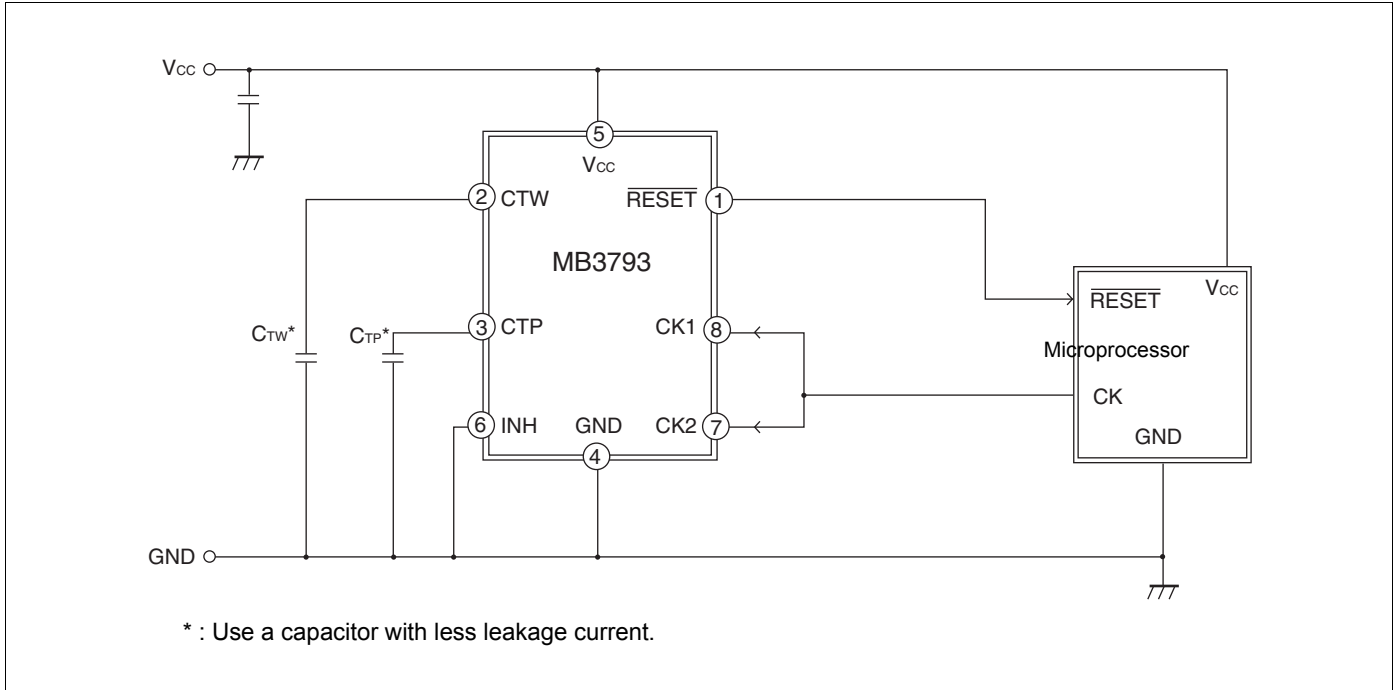 Vcc
5
Vcc
2 CTW
RESET 1
MB3793
Vcc
RESET
CTW*
CTP*
3 CTP
CK1 8
Microprocessor
CK
6 INH
GND
CK2 7
GND
4
GND
* : Use a capacitor with less leakage current.